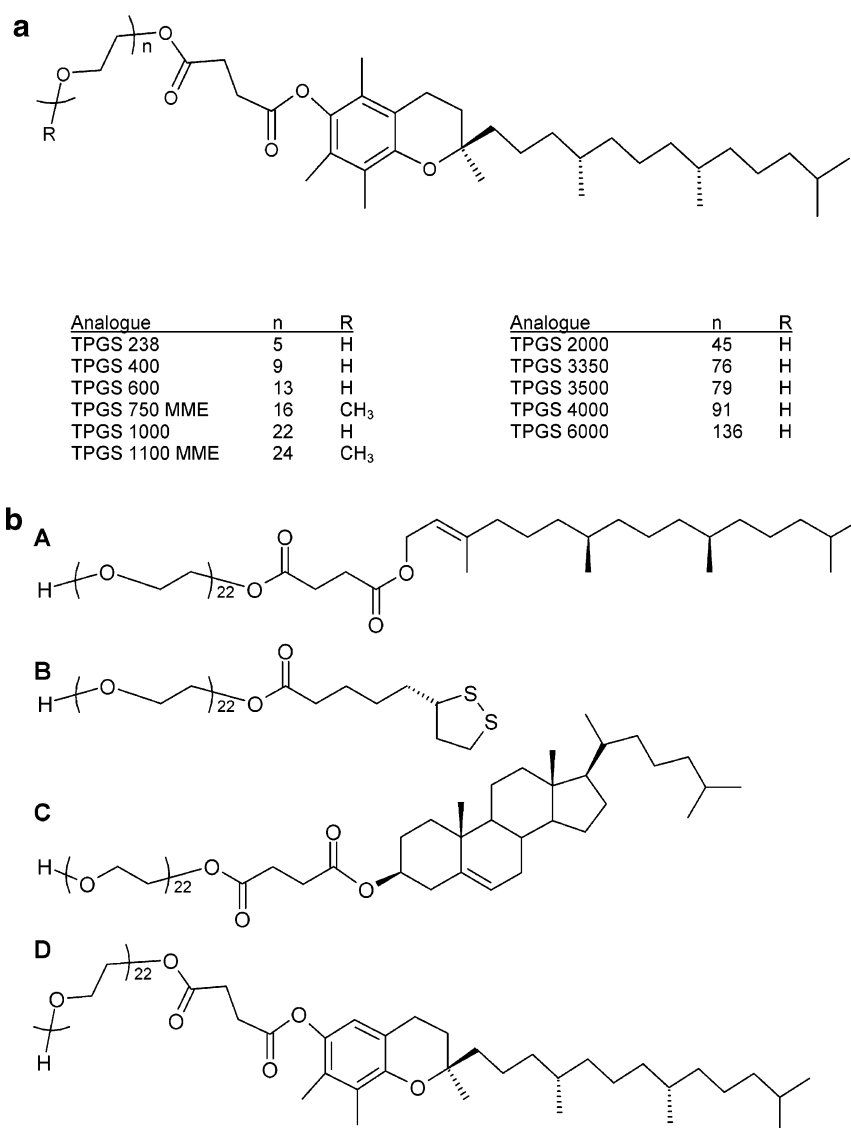 a
n
O
O
O
O
O
O
R
O
Analogue n R
TPGS 238 5 H
TPGS 400 9 H
TPGS 600 13 H
TPGS 750 MME 16 CH3
TPGS 1000 22 H
TPGS 1100 MME 24 CH3
Analogue n R
TPGS 2000 45 H
TPGS 3350 76 H
TPGS 3500 79 H
TPGS 4000 91 H
TPGS 6000 136 H
b
A
O
O
O
H
22
O
O
B
O
O
S
H
22
O
S
C
O
H
O
O
22
O
O
D
22
O
O
O
O
O
O
H